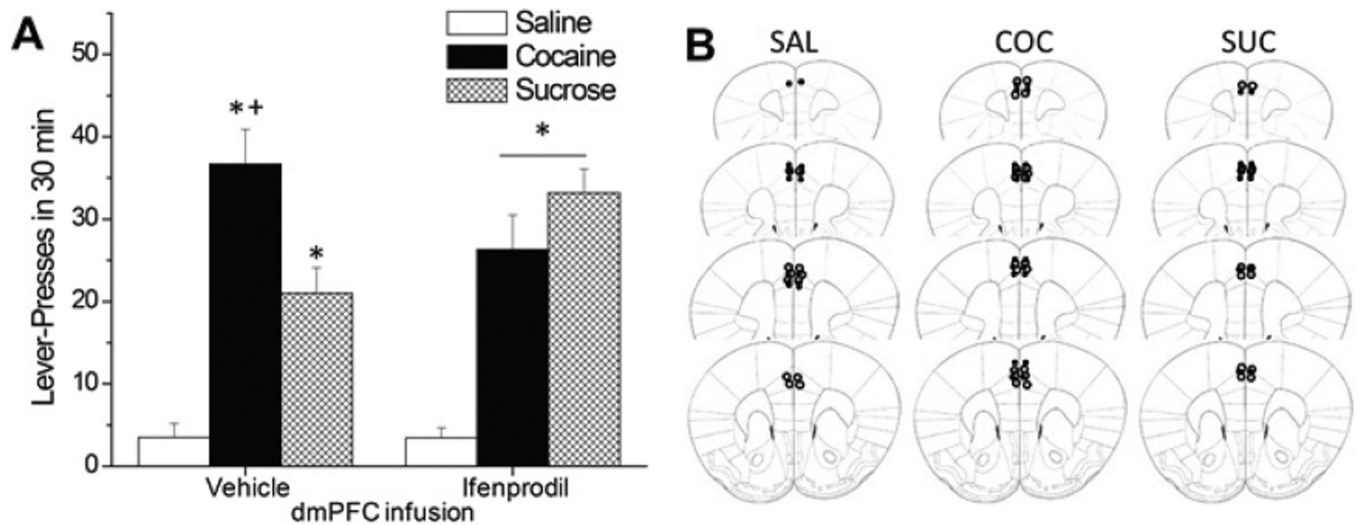 A
Lever-Presses in 30 min
50
40
30
20
10
0
Saline
Cocaine
Sucrose
*+
*
*
Vehicle
Ifenprodil
dmPFC infusion
B
SAL
COC
SUC